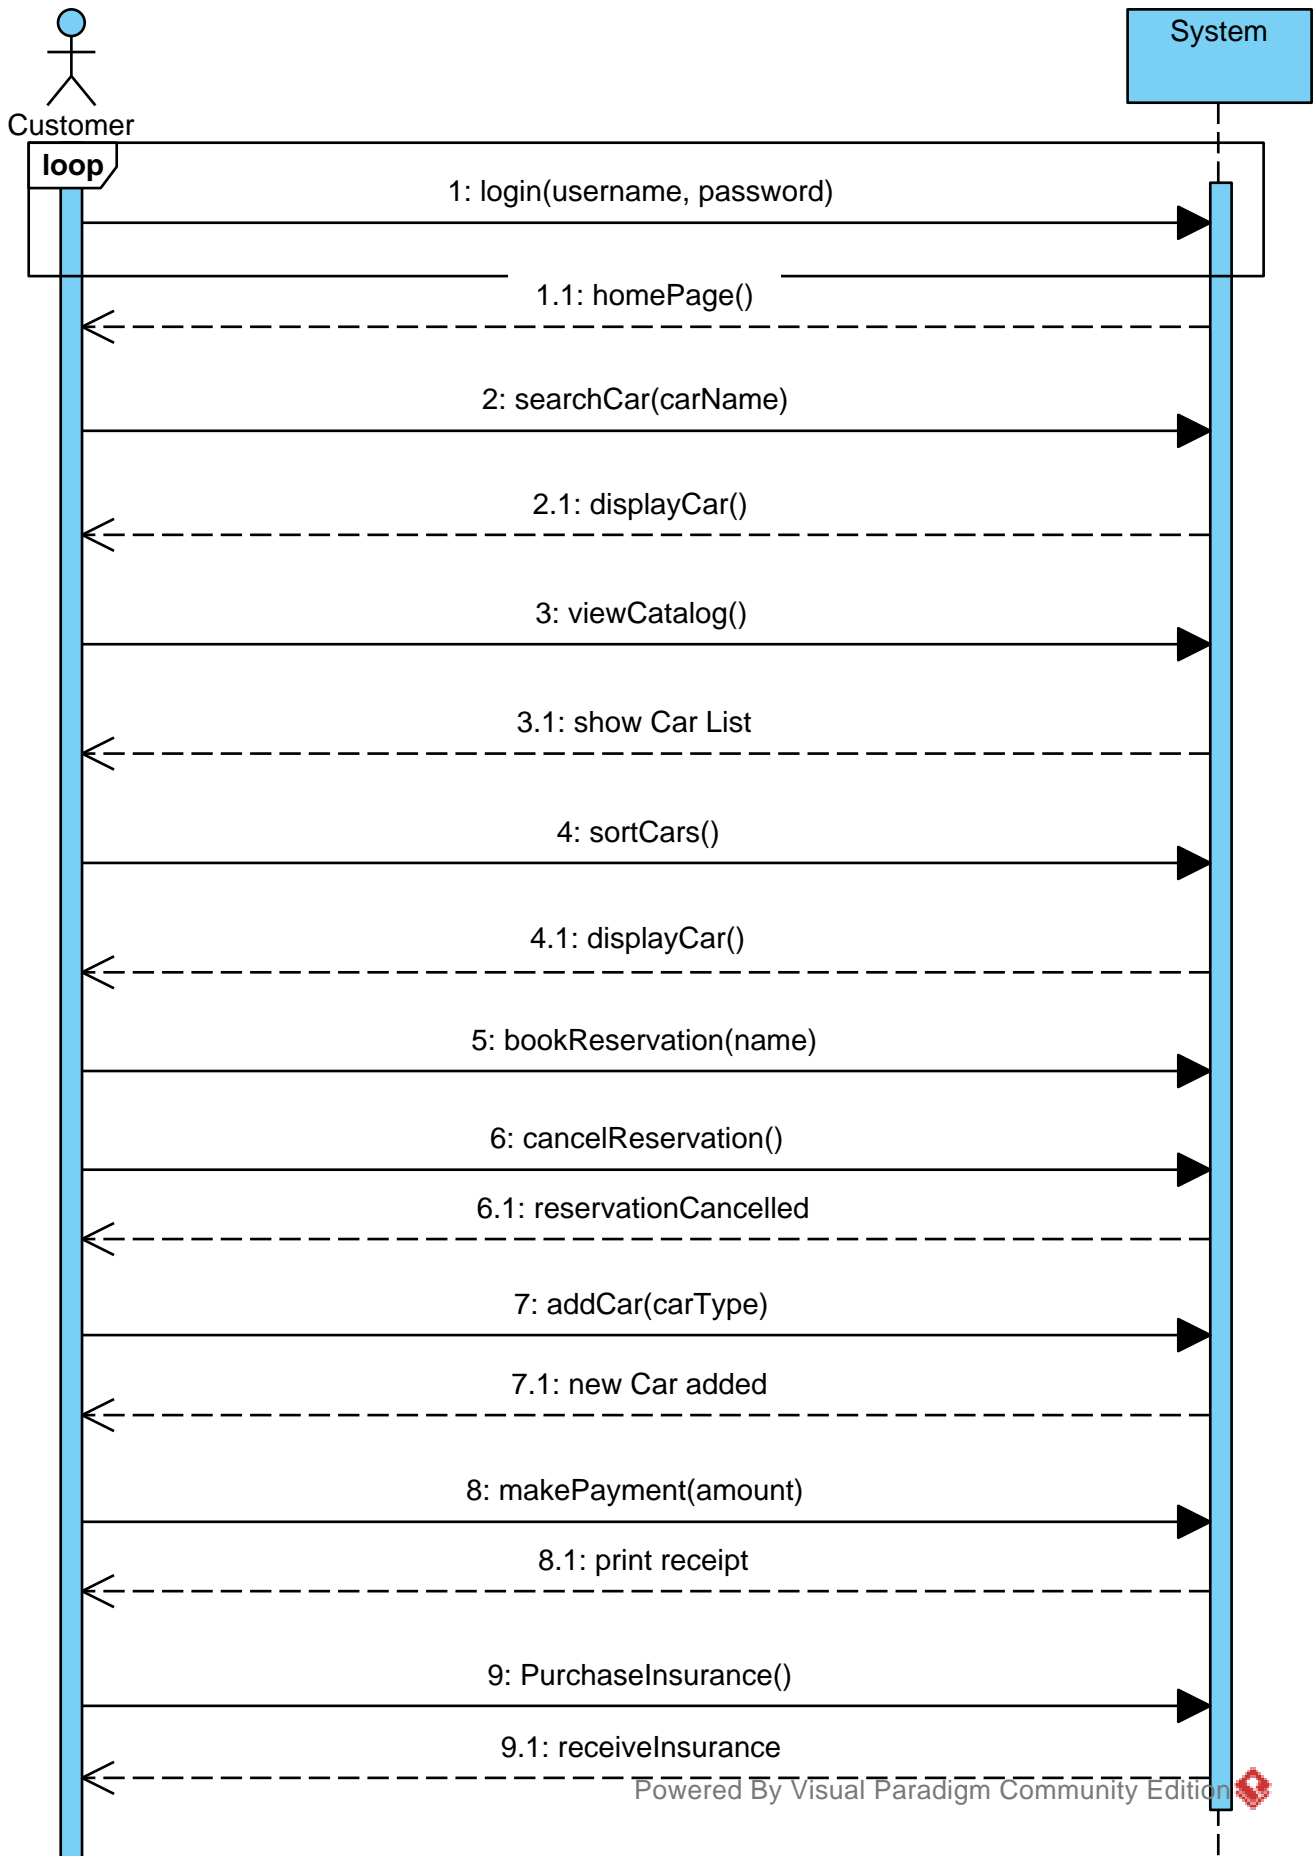 System
Customer
loop
1: login(username, password)
1.1: homePage()
2: searchCar(carName)
2.1: displayCar()
3: viewCatalog()
3.1: show Car List
4: sortCars()
4.1: displayCar()
5: bookReservation(name)
6: cancelReservation()
6.1: reservationCancelled
7: addCar(carType)
7.1: new Car added
8: makePayment(amount)
8.1: print receipt
9: PurchaseInsurance()
9.1: receiveInsurance
Powered By Visual Paradigm Community Edition